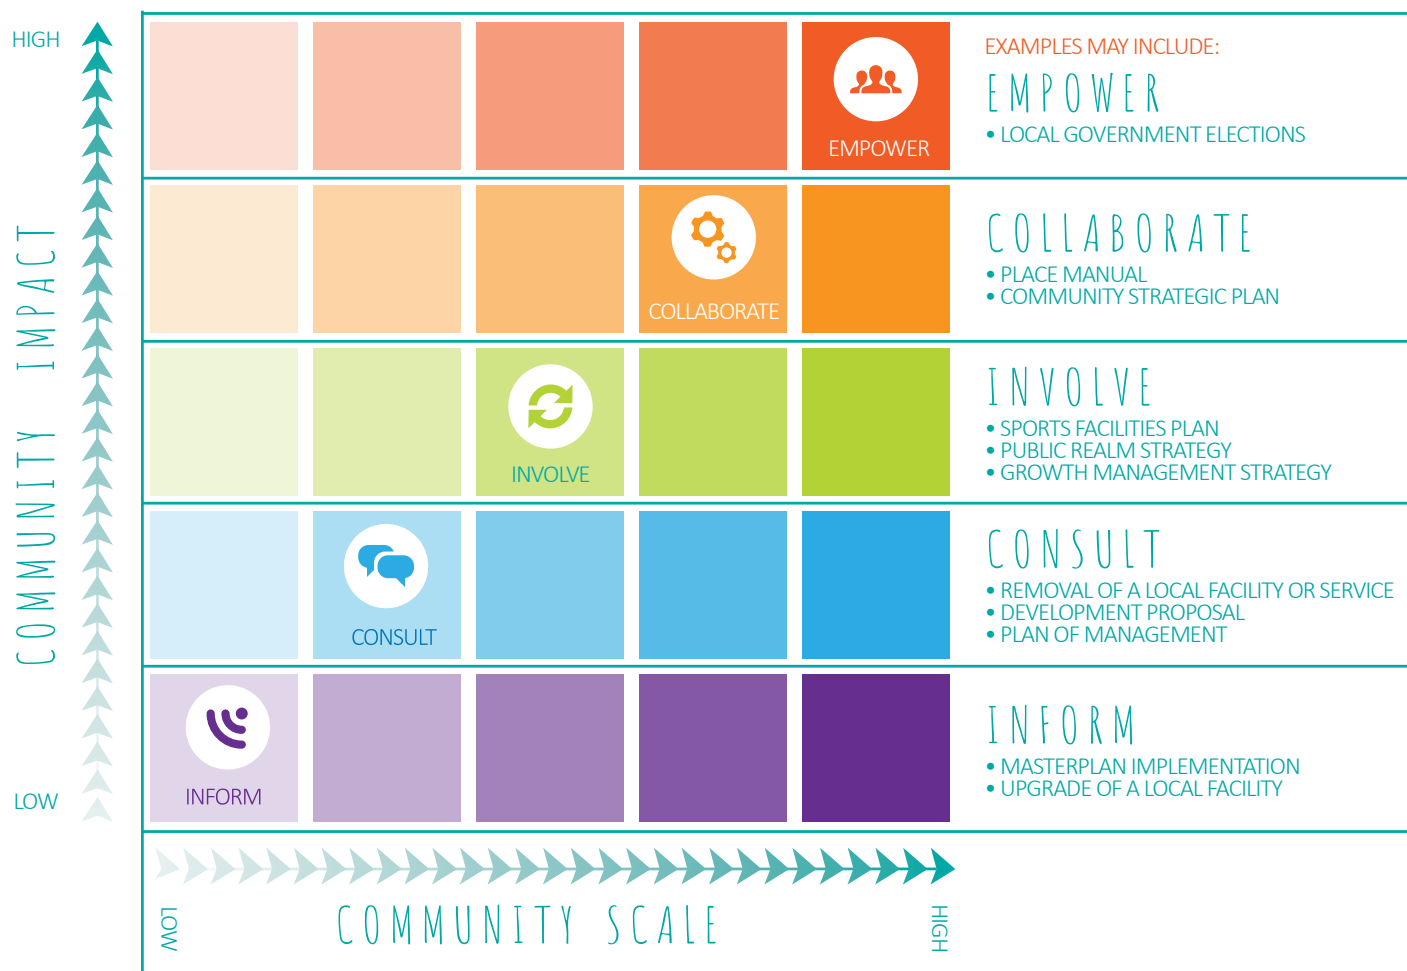 HIGH
EXAMPLES MAY INCLUDE:
EMPOWER
• LOCAL GOVERNMENT ELECTIONS
EMPOWER
COLLABORATE
• PLACE MANUAL
• COMMUNITY STRATEGIC PLAN
COLLABORATE
COMMUNITY IMPACT
INVOLVE
• SPORTS FACILITIES PLAN
• PUBLIC REALM STRATEGY
• GROWTH MANAGEMENT STRATEGY
INVOLVE
CONSULT
• REMOVAL OF A LOCAL FACILITY OR SERVICE
• DEVELOPMENT PROPOSAL
• PLAN OF MANAGEMENT
CONSULT
INFORM
• MASTERPLAN IMPLEMENTATION
• UPGRADE OF A LOCAL FACILITY
INFORM
LOW
LOW
COMMUNITY SCALE
HIGH